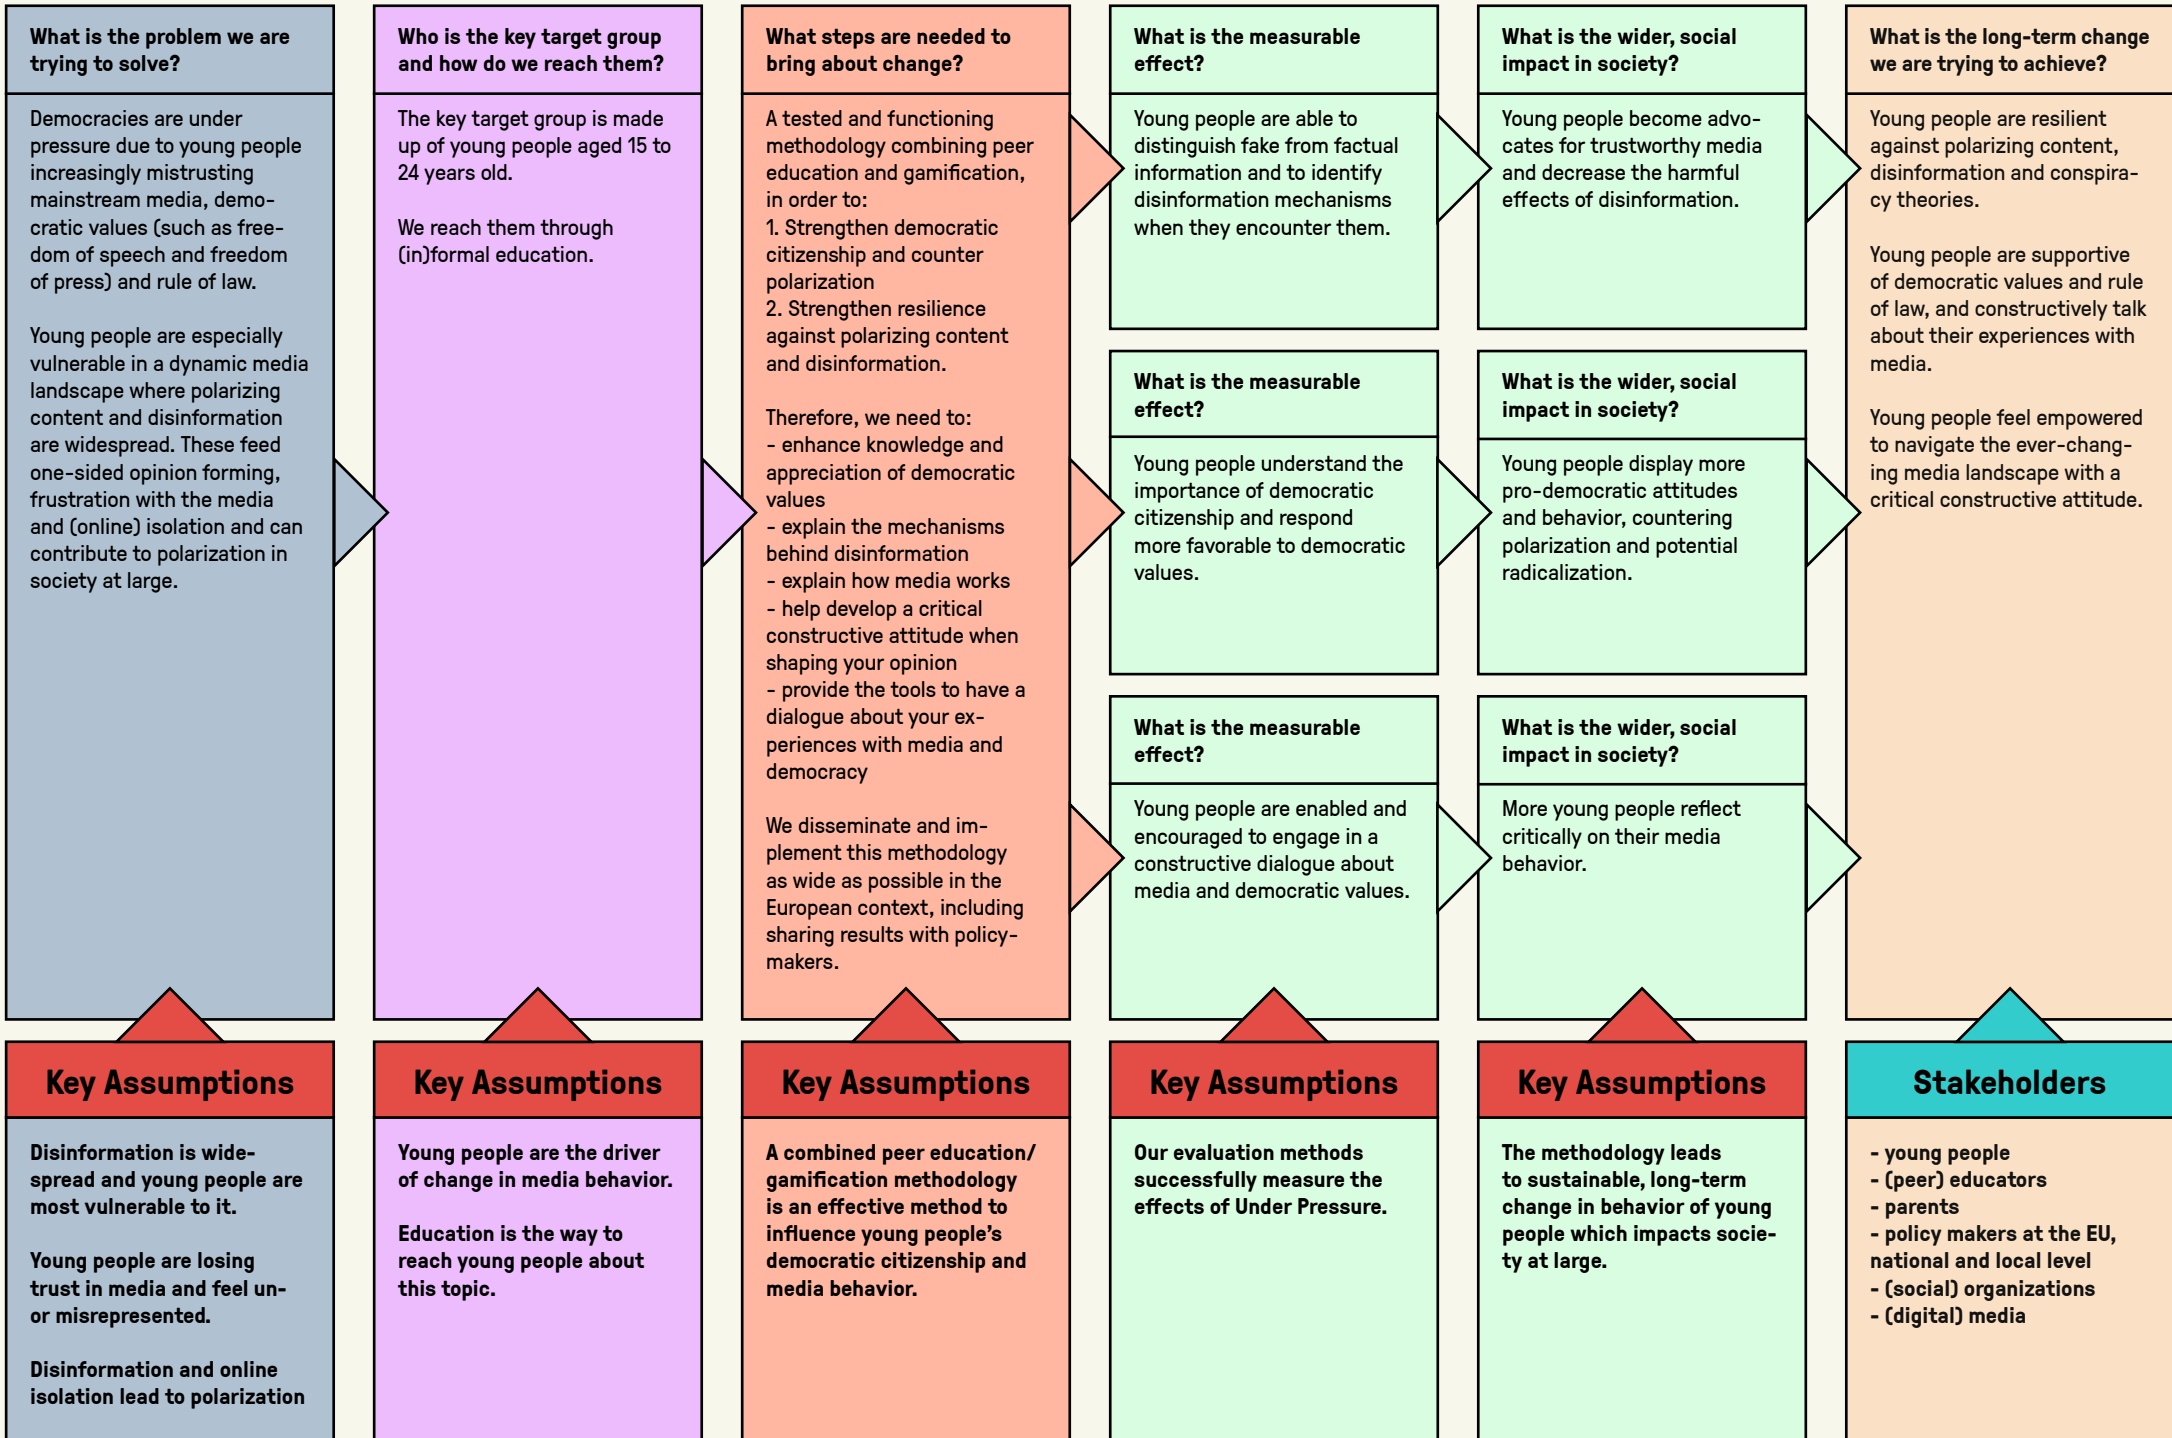 What is the problem we are
trying to solve?
Democracies are under
pressure due to young people
increasingly mistrusting
mainstream media, demo-
cratic values (such as free-
dom of speech and freedom
of press) and rule of law.
Young people are especially
vulnerable in a dynamic media
landscape where polarizing
content and disinformation
are widespread. These feed
one-sided opinion forming,
frustration with the media
and (online) isolation and can
contribute to polarization in
society at large.
Who is the key target group
and how do we reach them?
The key target group is made
up of young people aged 15 to
24 years old.
We reach them through
(in)formal education.
What steps are needed to
bring about change?
A tested and functioning
methodology combining peer
education and gamification,
in order to:
1. Strengthen democratic
citizenship and counter
polarization
2. Strengthen resilience
against polarizing content
and disinformation.
Therefore, we need to:
- enhance knowledge and
appreciation of democratic
values
- explain the mechanisms
behind disinformation
- explain how media works
- help develop a critical
constructive attitude when
shaping your opinion
- provide the tools to have a
dialogue about your ex-
periences with media and
democracy
We disseminate and im-
plement this methodology
as wide as possible in the
European context, including
sharing results with policy-
makers.
What is the measurable
effect?
Young people are able to
distinguish fake from factual
information and to identify
disinformation mechanisms
when they encounter them.
What is the wider, social
impact in society?
Young people become advo-
cates for trustworthy media
and decrease the harmful
effects of disinformation.
What is the measurable
effect?
Young people understand the
importance of democratic
citizenship and respond
more favorable to democratic
values.
What is the wider, social
impact in society?
Young people display more
pro-democratic attitudes
and behavior, countering
polarization and potential
radicalization.
What is the measurable
effect?
Young people are enabled and
encouraged to engage in a
constructive dialogue about
media and democratic values.
What is the wider, social
impact in society?
More young people reflect
critically on their media
behavior.
What is the long-term change
we are trying to achieve?
Young people are resilient
against polarizing content,
disinformation and conspira-
cy theories.
Young people are supportive
of democratic values and rule
of law, and constructively talk
about their experiences with
media.
Young people feel empowered
to navigate the ever-chang-
ing media landscape with a
critical constructive attitude.
Key Assumptions
Disinformation is wide-
spread and young people are
most vulnerable to it.
Young people are losing
trust in media and feel un-
or misrepresented.
Disinformation and online
isolation lead to polarization
Key Assumptions
Young people are the driver
of change in media behavior.
Education is the way to
reach young people about
this topic.
Key Assumptions
A combined peer education/
gamification methodology
is an effective method to
influence young people's
democratic citizenship and
media behavior.
Key Assumptions
Our evaluation methods
successfully measure the
effects of Under Pressure.
Key Assumptions
The methodology leads
to sustainable, long-term
change in behavior of young
people which impacts socie-
ty at large.
Stakeholders
- young people
- (peer) educators
- parents
- policy makers at the EU,
national and local level
- (social) organizations
- (digital) media